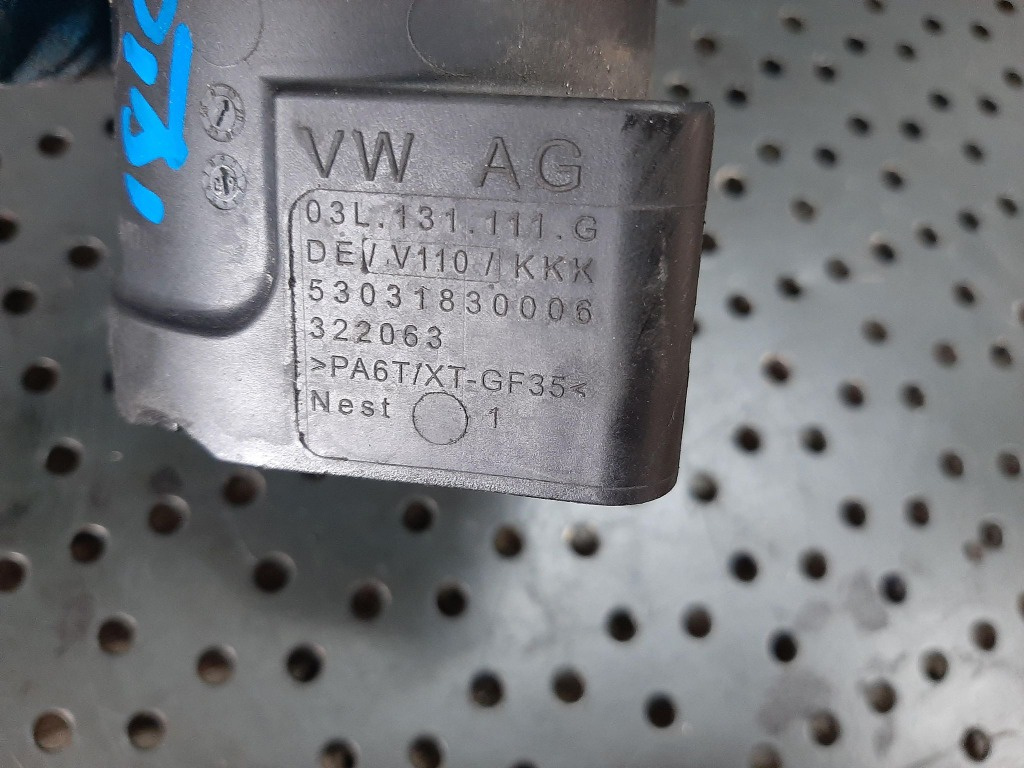 VW AG
03L.131.111.G
DE / V110 / KKK
53031830006
322063
>PA6T/XT-GF35<
Nest 1